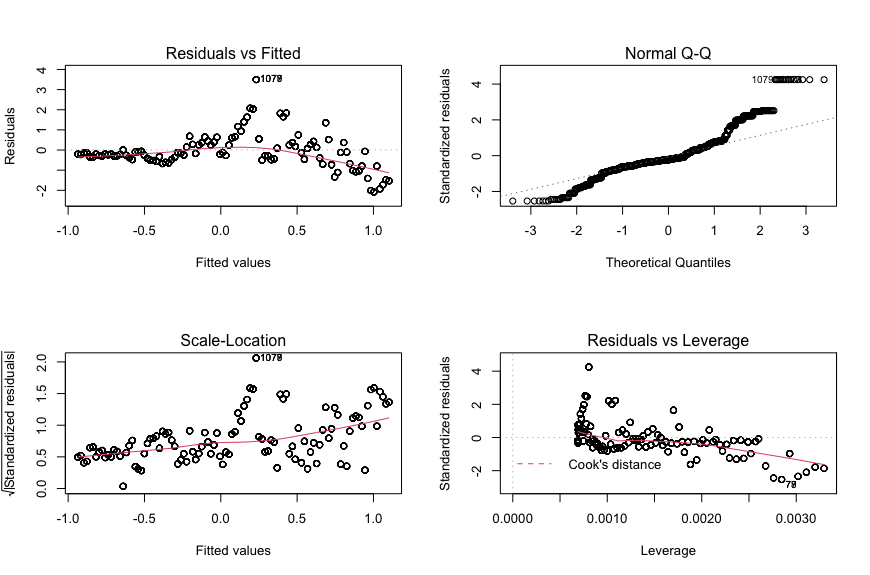 Residuals vs Fitted
Residuals
4
3
2
1
0
-2
1079
-1.0 -0.5 0.0 0.5 1.0
Fitted values
Normal Q-Q
Standardized residuals
4
2
0
-2
1079
-3 -2 -1 0 1 2 3
Theoretical Quantiles
Scale-Location
√|Standardized residuals|
2.0
1.5
1.0
0.5
0.0
1079
-1.0 -0.5 0.0 0.5 1.0
Fitted values
Residuals vs Leverage
Standardized residuals
4
2
0
-2
Cook's distance
0.0000 0.0010 0.0020 0.0030
Leverage